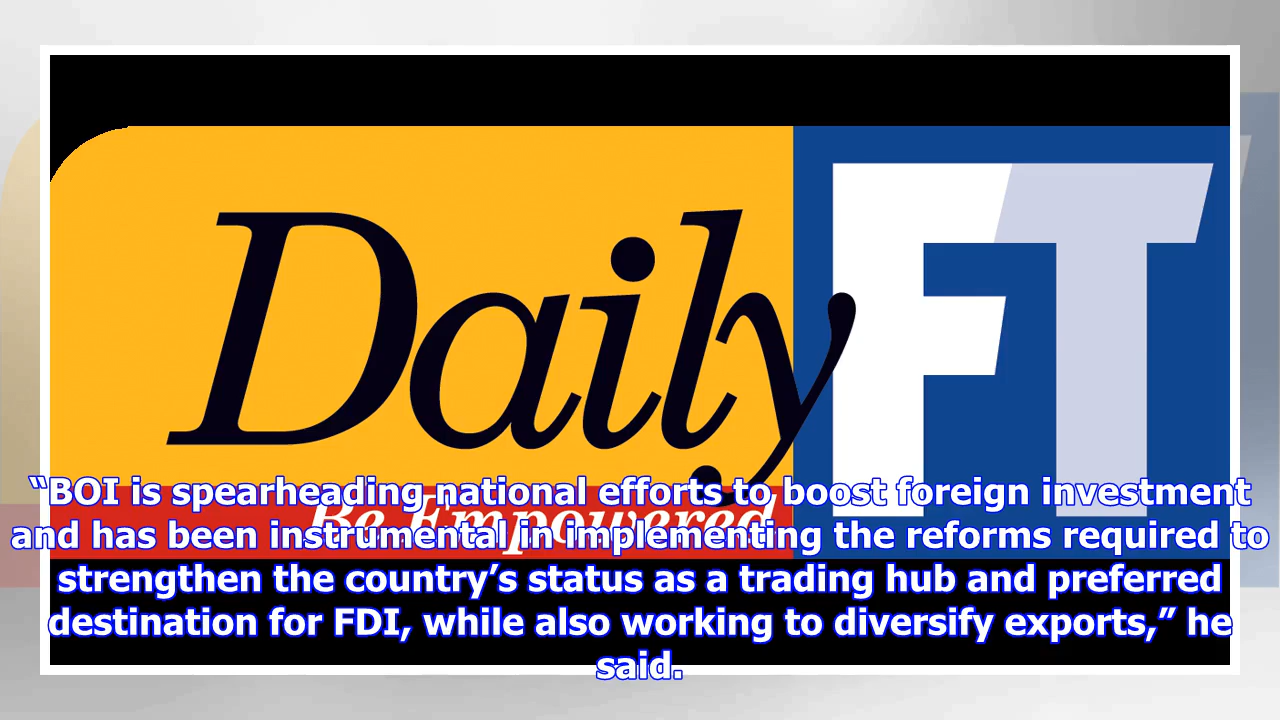 Daily FT
Be Empowered
“BOI is spearheading national efforts to boost foreign investment
and has been instrumental in implementing the reforms required to
strengthen the country’s status as a trading hub and preferred
destination for FDI, while also working to diversify exports,” he
said.